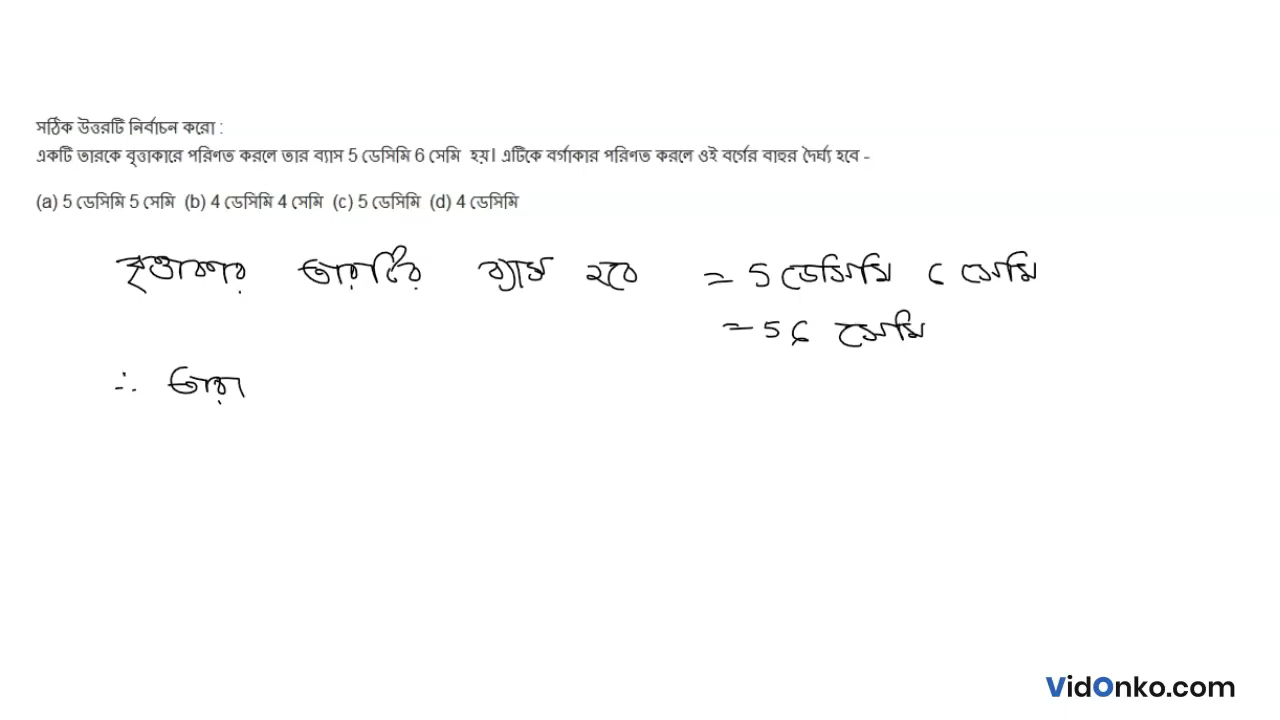 সঠিক উত্তরটি নির্বাচন করো :
একটি তারকে বৃত্তাকারে পরিণত করলে তার ব্যাস 5 ডেসিমি 6 সেমি হয়। এটিকে বর্গাকার পরিণত করলে ওই বর্গের বাহুর দৈর্ঘ্য হবে -
(a) 5 ডেসিমি 5 সেমি (b) 4 ডেসিমি 4 সেমি (c) 5 ডেসিমি (d) 4 ডেসিমি
বৃত্তাকার তারটির ব্যাস হবে = 5 ডেসিমি 6 সেমি
= 56 সেমি
∴ তারা
VidOnko.com